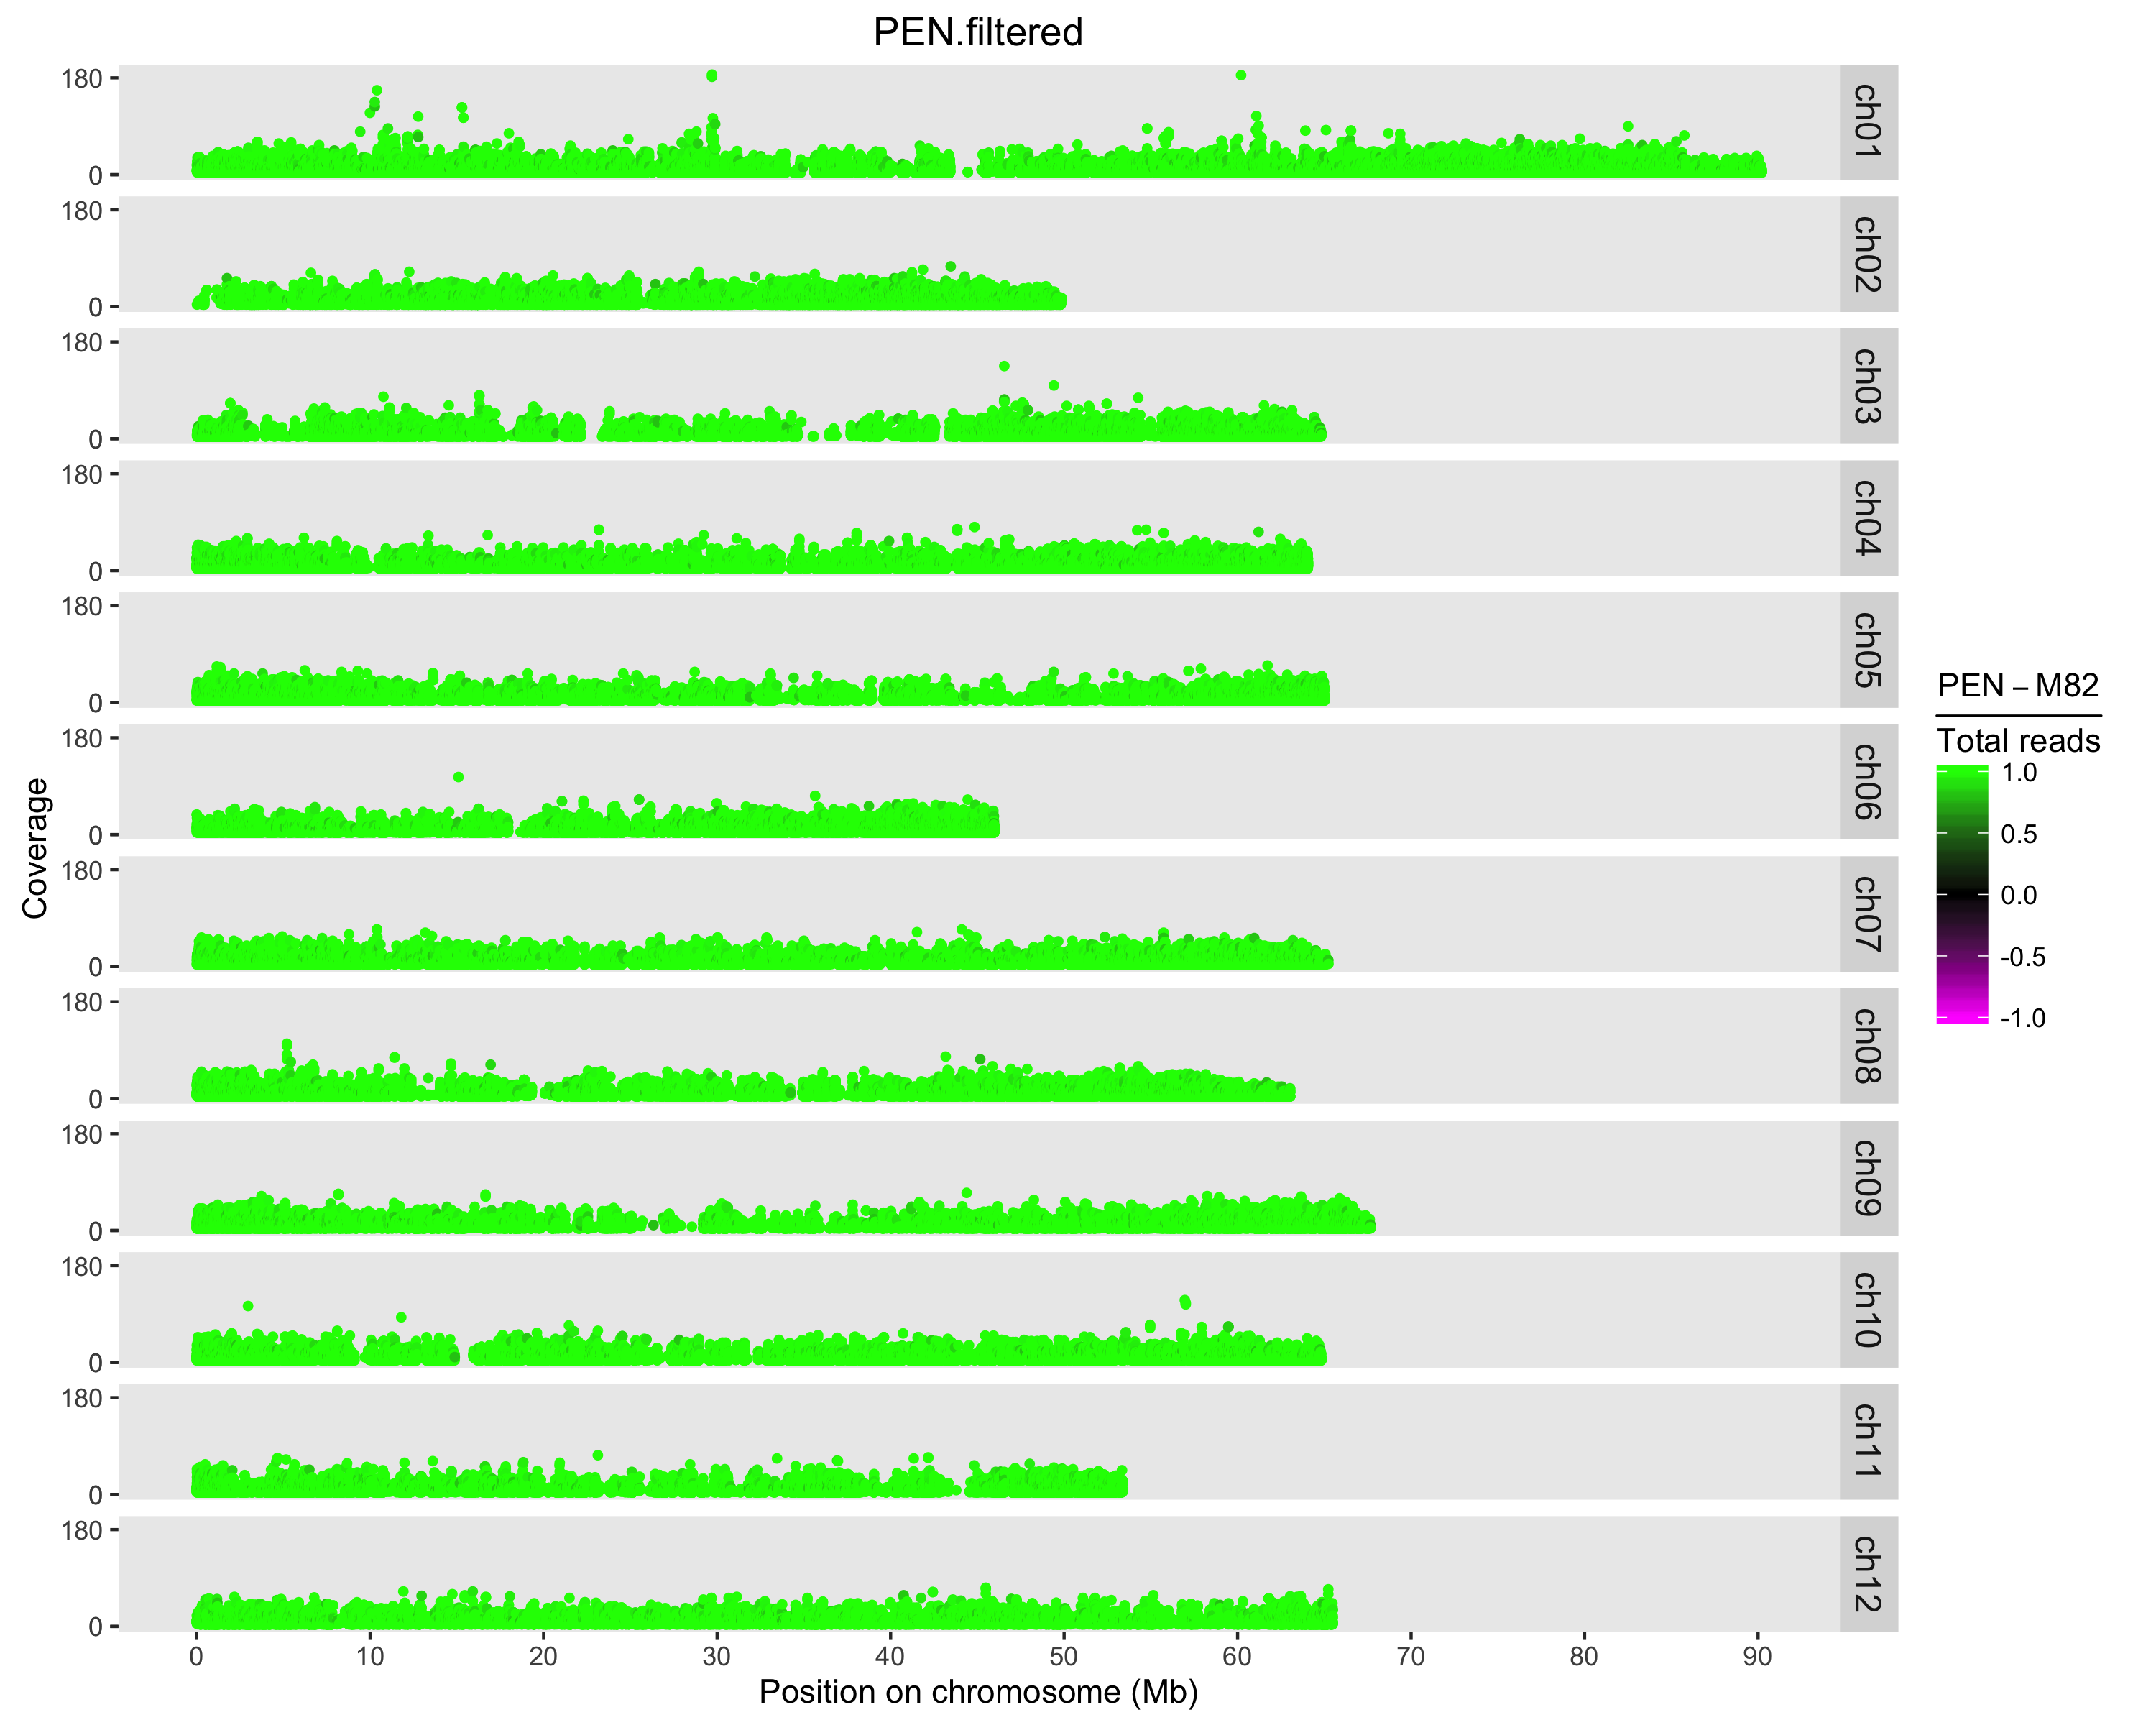 PEN.filtered
180
0
ch01
180
0
ch02
180
0
ch03
180
0
ch04
180
0
ch05
180
0
ch06
180
0
ch07
180
0
ch08
180
0
ch09
180
0
ch10
180
0
ch11
180
0
ch12
Coverage
0 10 20 30 40 50 60 70 80 90
Position on chromosome (Mb)
PEN – M82
Total reads
1.0
0.5
0.0
-0.5
-1.0